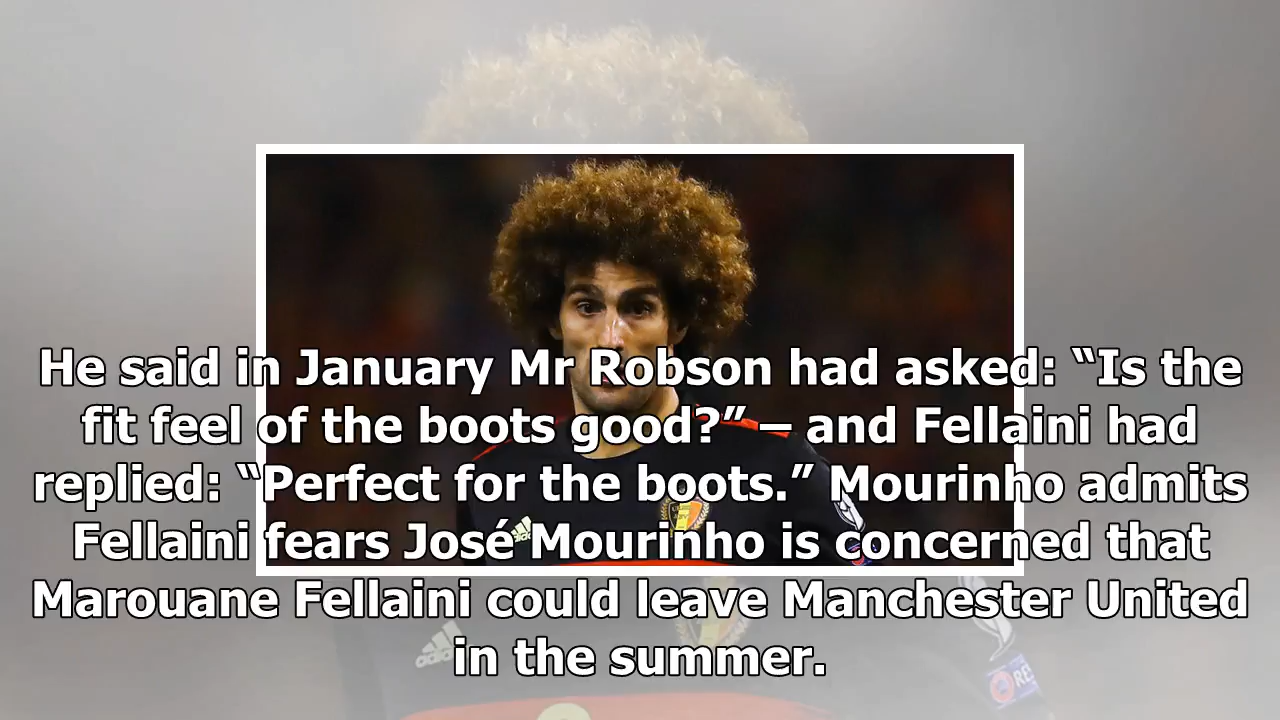 He said in January Mr Robson had asked: “Is the
fit feel of the boots good?” – and Fellaini had
replied: “Perfect for the boots.” Mourinho admits
Fellaini fears José Mourinho is concerned that
Marouane Fellaini could leave Manchester United
in the summer.
adidas
RE